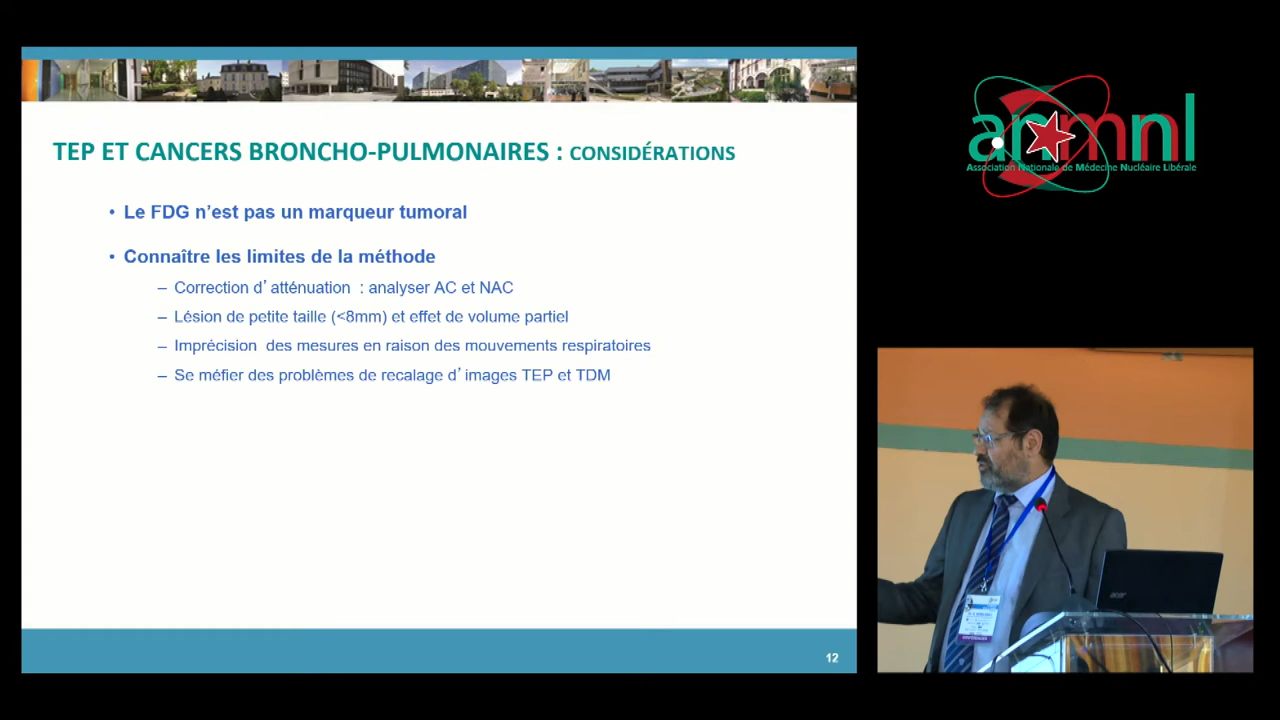 TEP ET CANCERS BRONCHO-PULMONAIRES : CONSIDÉRATIONS
• Le FDG n'est pas un marqueur tumoral
• Connaître les limites de la méthode
– Correction d'atténuation : analyser AC et NAC
– Lésion de petite taille (<8mm) et effet de volume partiel
– Imprécision des mesures en raison des mouvements respiratoires
– Se méfier des problèmes de recalage d'images TEP et TDM
12
anmnl
Association Nationale de Médecine Nucléaire Libérale
acer